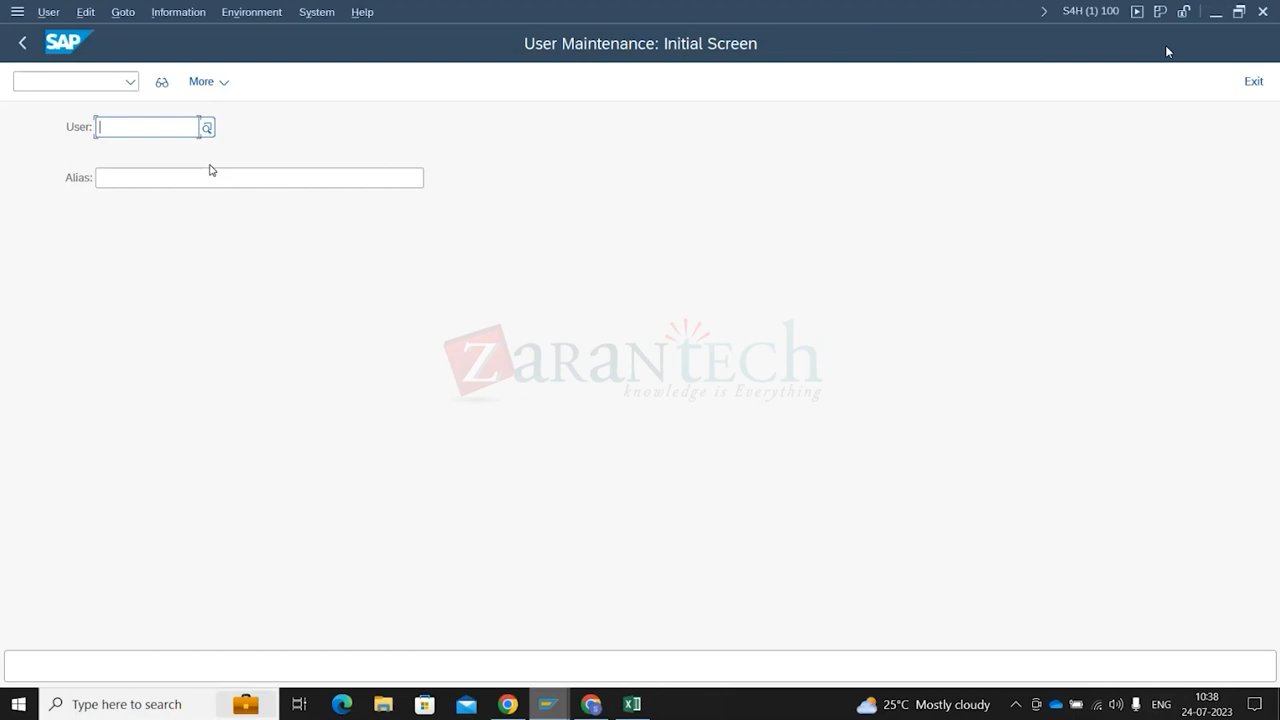 User Edit Goto Information Environment System Help S4H (1) 100
SAP User Maintenance: Initial Screen
More Exit
User:
Alias:
ZARANTECH
knowledge is Everything
Type here to search 25°C Mostly cloudy ENG 10:38
24-07-2023